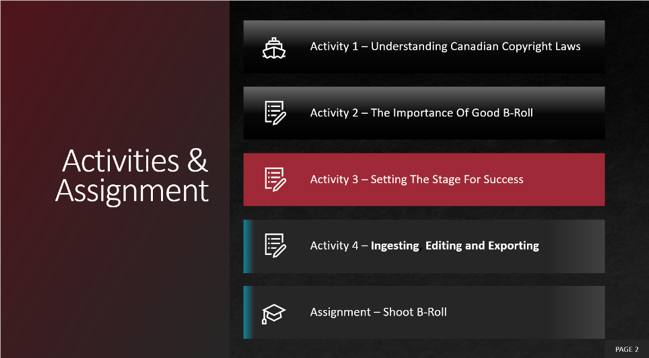 Activities &
Assignment
Activity 1 – Understanding Canadian Copyright Laws
Activity 2 – The Importance Of Good B-Roll
Activity 3 – Setting The Stage For Success
Activity 4 – Ingesting, Editing and Exporting
Assignment – Shoot B-Roll
PAGE 2